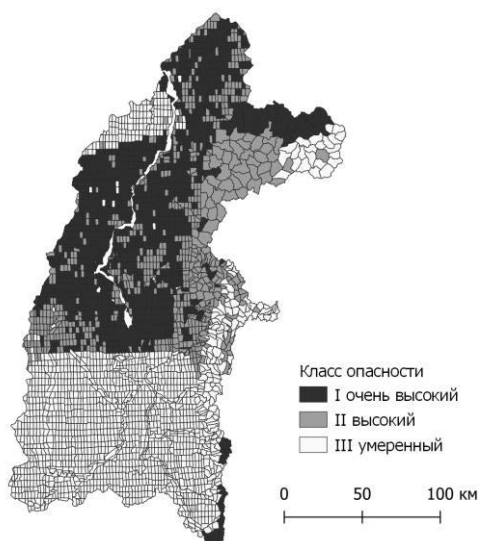 Класс опасности
I очень высокий
II высокий
III умеренный
0 50 100 км